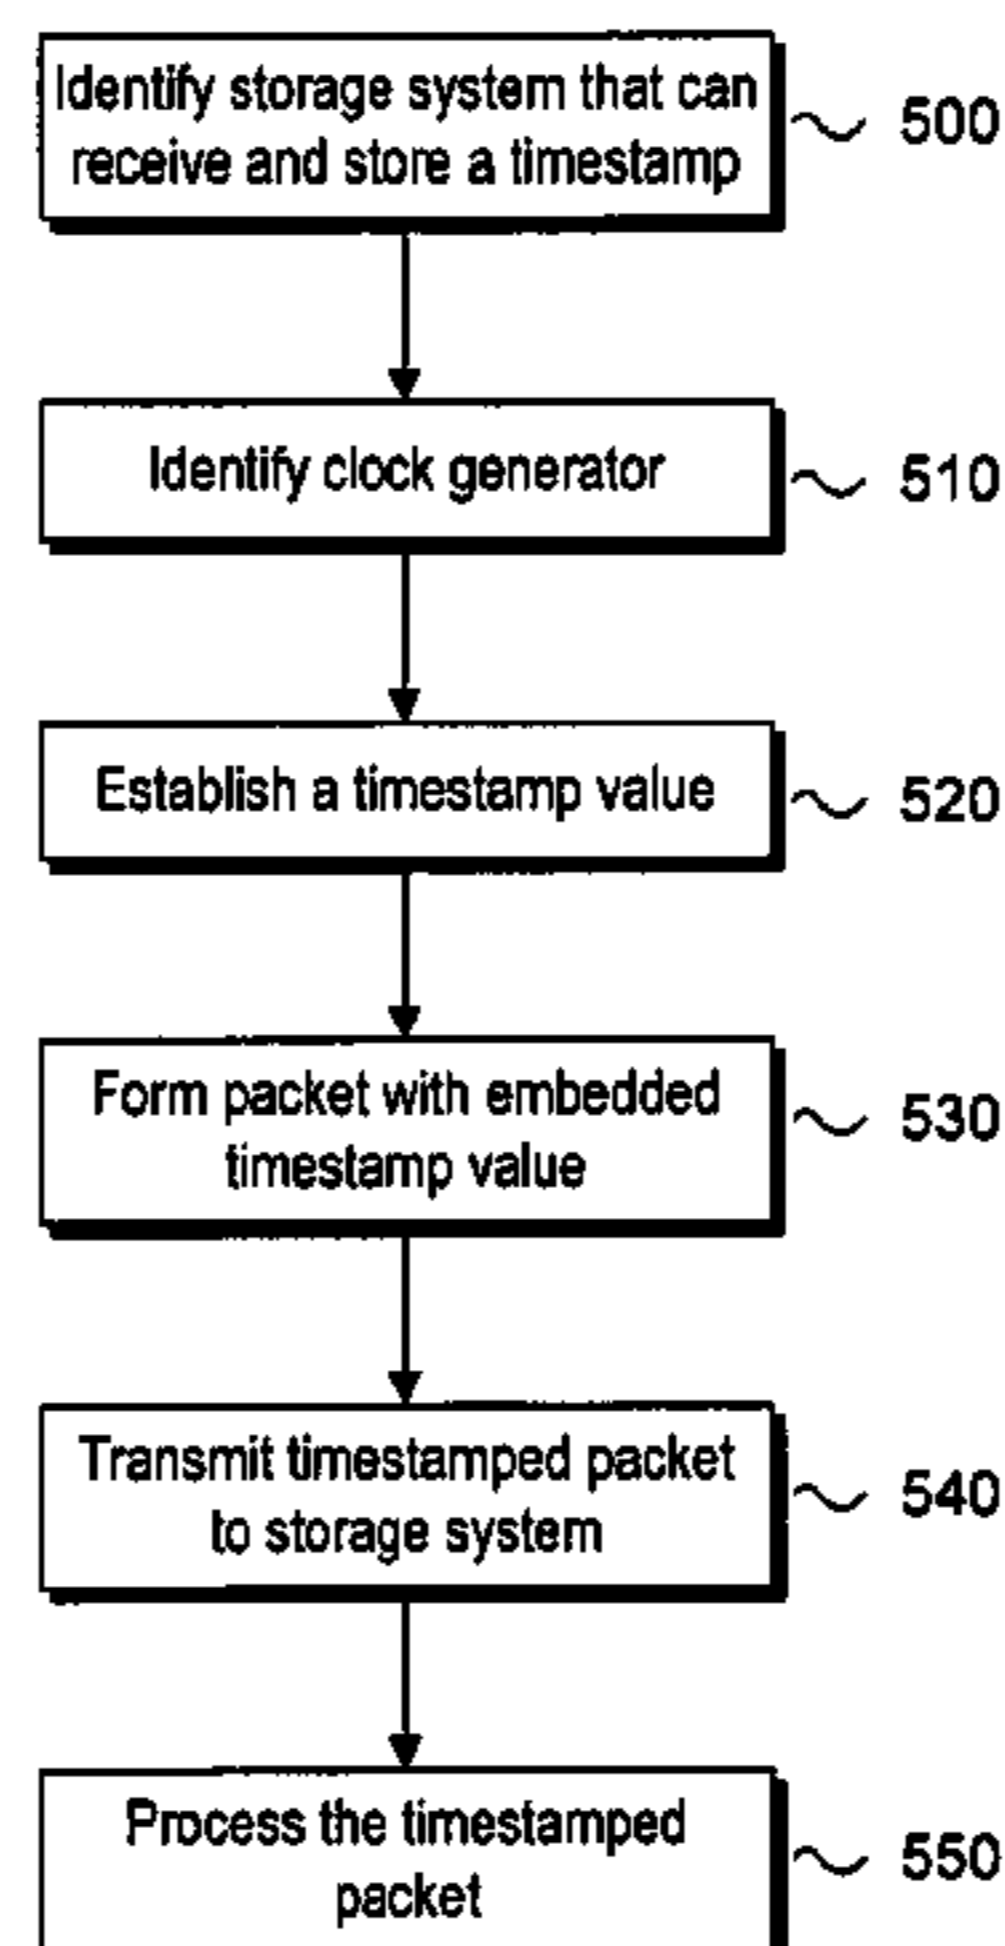 Identify storage system that can
receive and store a timestamp
500
Identify clock generator
510
Establish a timestamp value
520
Form packet with embedded
timestamp value
530
Transmit timestamped packet
to storage system
540
Process the timestamped
packet
550